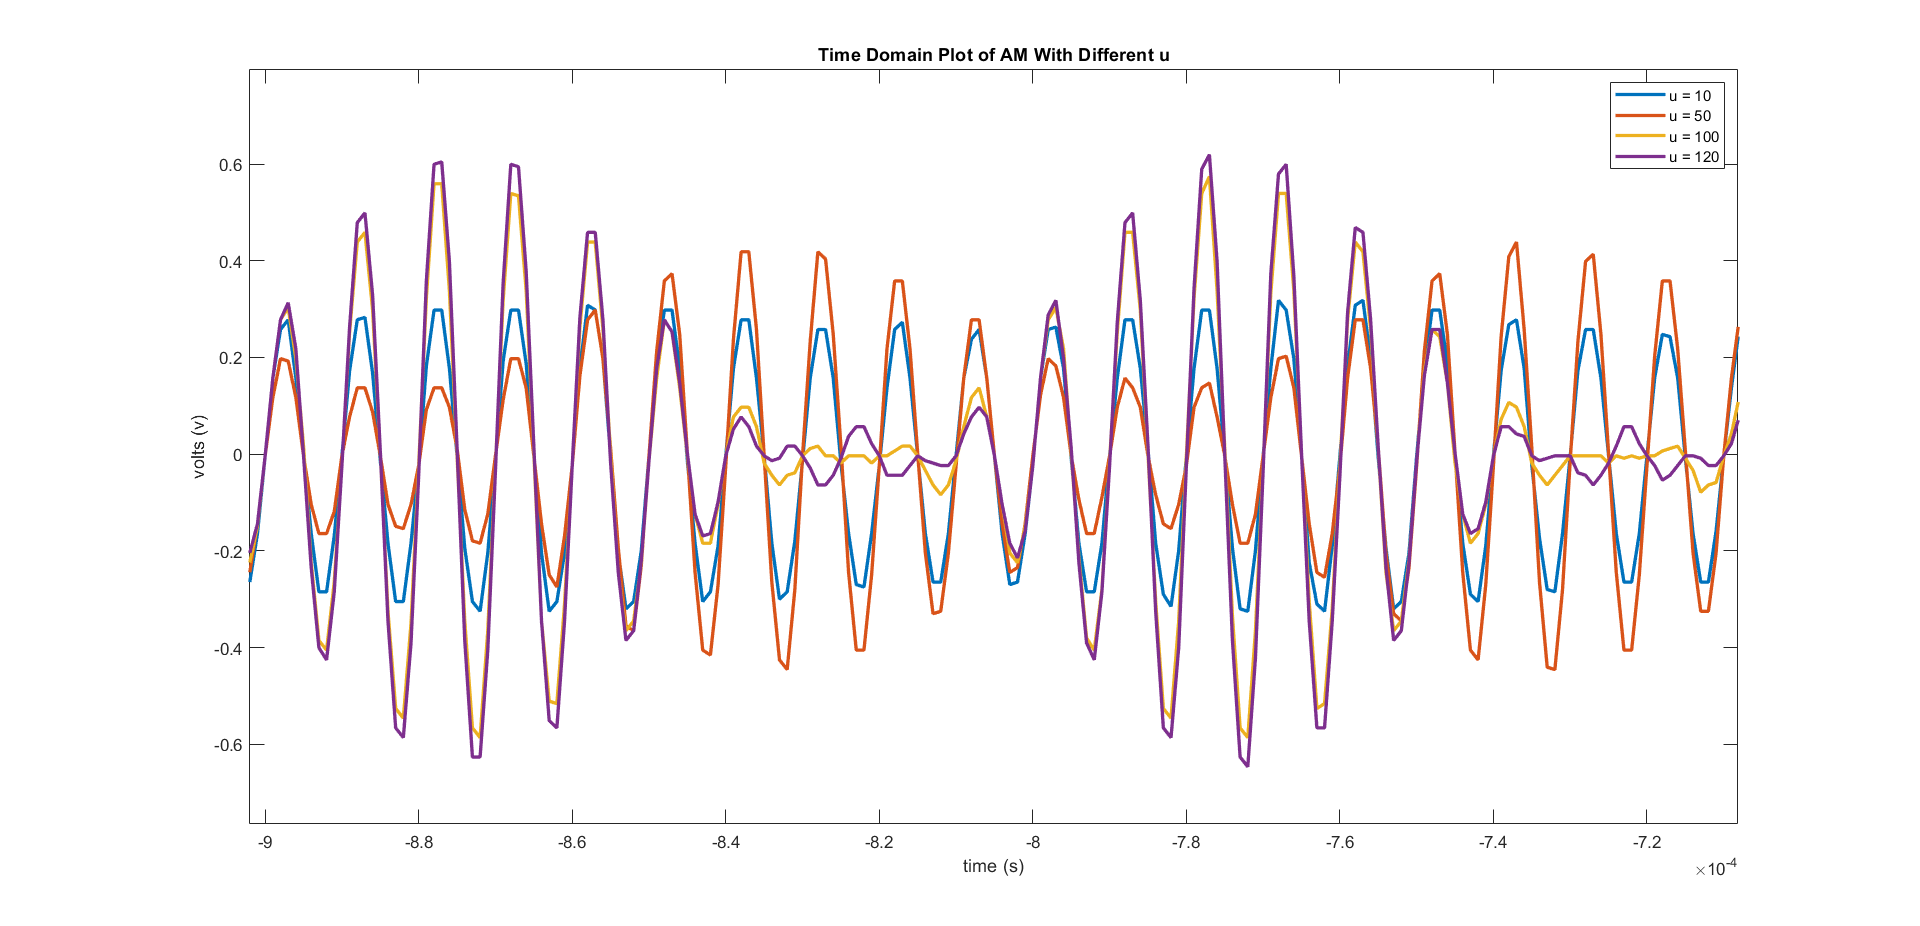 Time Domain Plot of AM With Different u
u = 10
u = 50
u = 100
u = 120
0.6
0.4
0.2
0
-0.2
-0.4
-0.6
volts (v)
-9 -8.8 -8.6 -8.4 -8.2 -8 -7.8 -7.6 -7.4 -7.2
time (s)
×10-4